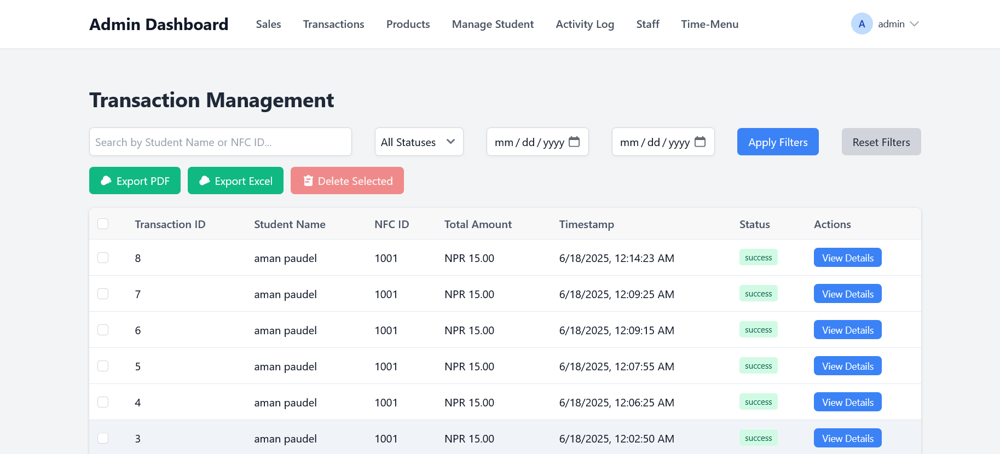 Admin Dashboard Sales Transactions Products Manage Student Activity Log Staff Time-Menu A admin
Transaction Management
Search by Student Name or NFC ID... All Statuses mm/dd/yyyy mm/dd/yyyy Apply Filters Reset Filters
Export PDF Export Excel Delete Selected
Transaction ID Student Name NFC ID Total Amount Timestamp Status Actions
8 aman paudel 1001 NPR 15.00 6/18/2025, 12:14:23 AM success View Details
7 aman paudel 1001 NPR 15.00 6/18/2025, 12:09:25 AM success View Details
6 aman paudel 1001 NPR 15.00 6/18/2025, 12:09:15 AM success View Details
5 aman paudel 1001 NPR 15.00 6/18/2025, 12:07:55 AM success View Details
4 aman paudel 1001 NPR 15.00 6/18/2025, 12:06:25 AM success View Details
3 aman paudel 1001 NPR 15.00 6/18/2025, 12:02:50 AM success View Details